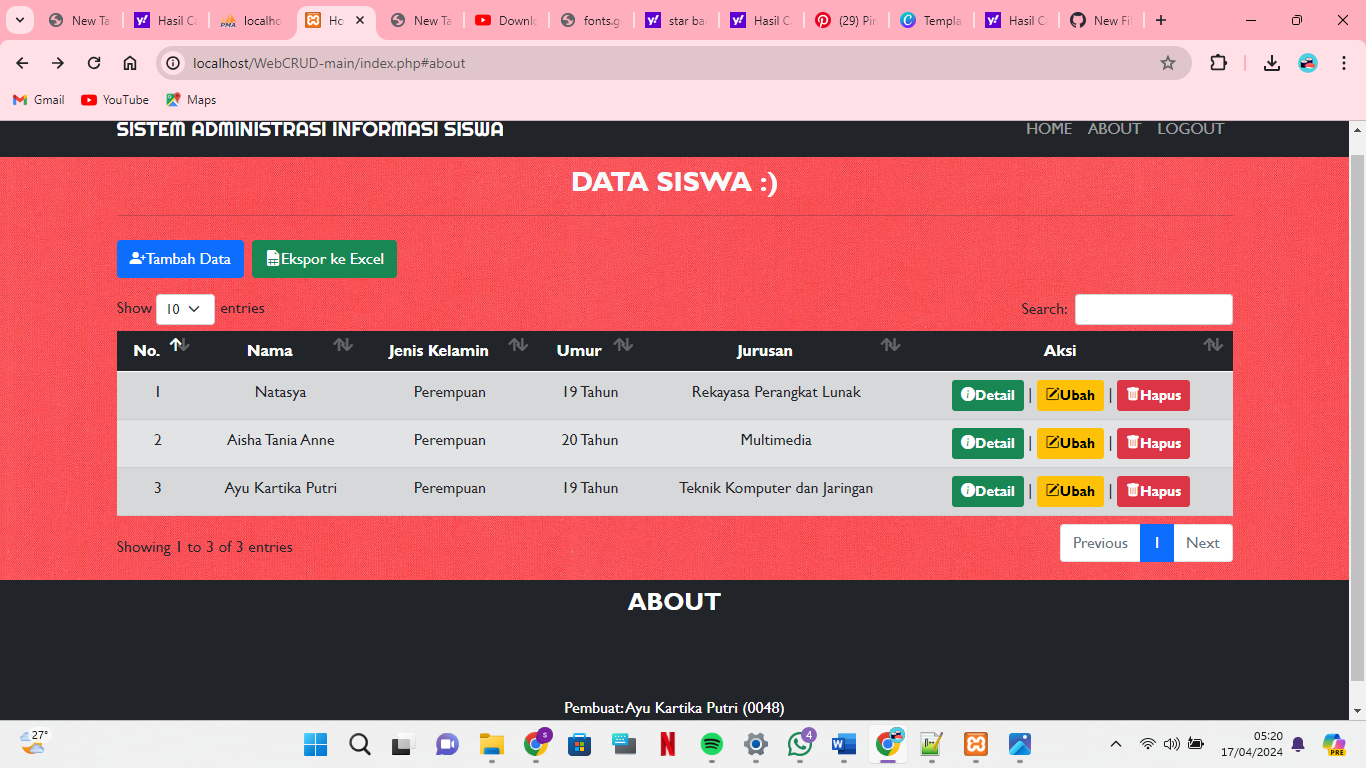 New Ta
Hasil Ca
localho
Ho
New Ta
Downlo
fonts.g
star ba
Hasil C
(29) Pin
Templa
Hasil C
New Fil
localhost/WebCRUD-main/index.php#about
Gmail YouTube Maps
SISTEM ADMINISTRASI INFORMASI SISWA HOME ABOUT LOGOUT
DATA SISWA :)
Tambah Data Ekspor ke Excel
Show 10 entries Search:
No. Nama Jenis Kelamin Umur Jurusan Aksi
1 Natasya Perempuan 19 Tahun Rekayasa Perangkat Lunak Detail | Ubah | Hapus
2 Aisha Tania Anne Perempuan 20 Tahun Multimedia Detail | Ubah | Hapus
3 Ayu Kartika Putri Perempuan 19 Tahun Teknik Komputer dan Jaringan Detail | Ubah | Hapus
Showing 1 to 3 of 3 entries Previous 1 Next
ABOUT
Pembuat:Ayu Kartika Putri (0048)
27°
4
05:20
17/04/2024
PRE